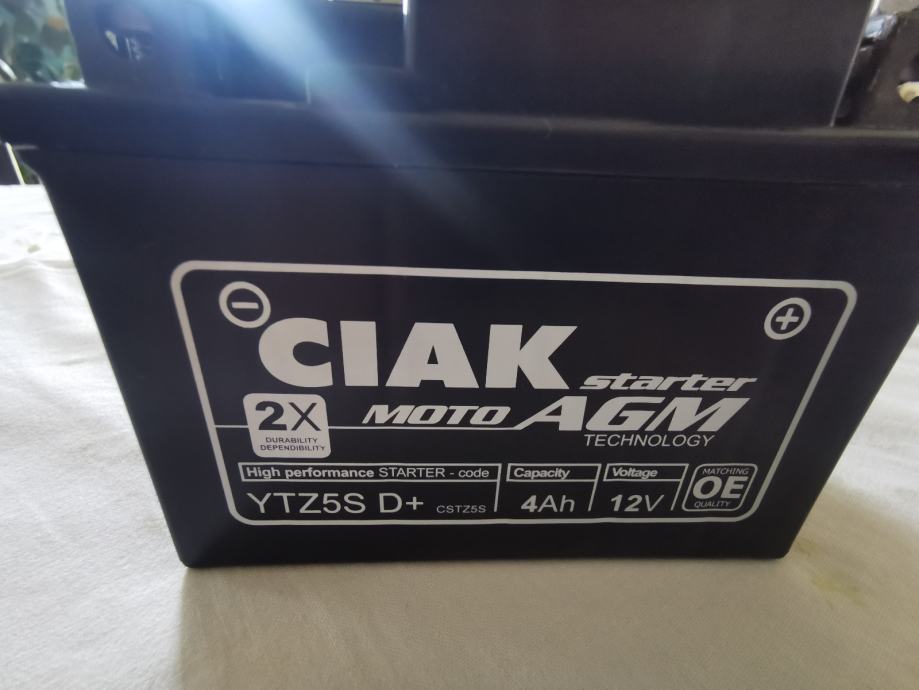 −
+
CIAK starter
2X
DURABILITY
DEPENDIBILITY
MOTO AGM
TECHNOLOGY
High performance STARTER - code
YTZ5S D+ CSTZ5S
Capacity
4Ah
Voltage
12V
MATCHING
OE
QUALITY